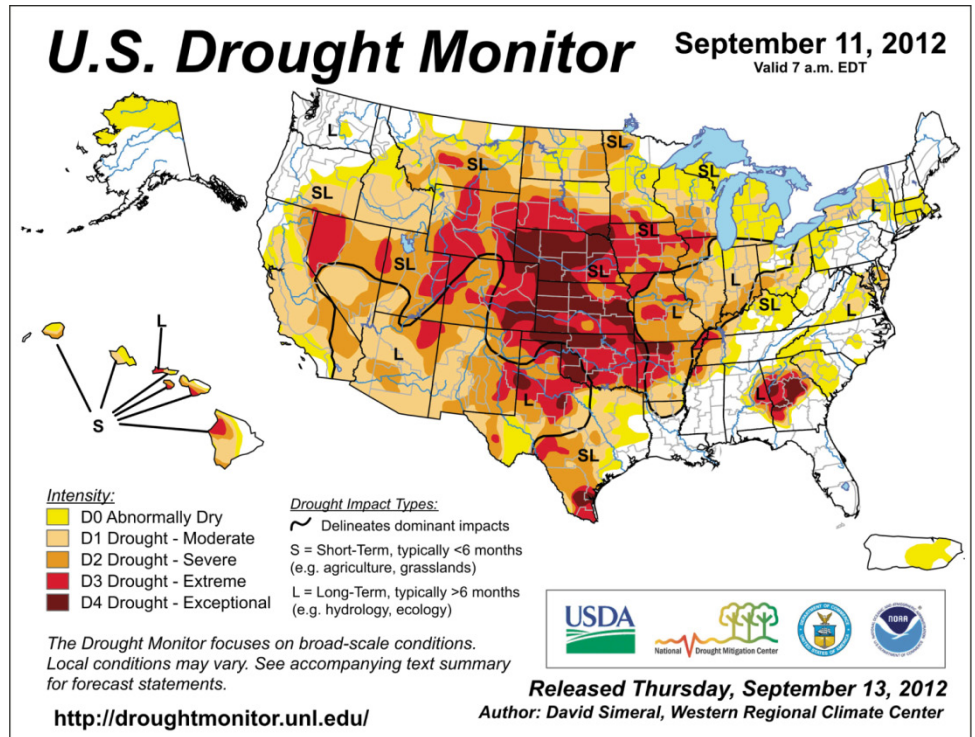 U.S. Drought Monitor
September 11, 2012
Valid 7 a.m. EDT
L
SL
SL
SL
SL
L
SL
SL
SL
L
L
SL
L
L
L
L
SL
L
S
Intensity:
D0 Abnormally Dry
D1 Drought - Moderate
D2 Drought - Severe
D3 Drought - Extreme
D4 Drought - Exceptional
Drought Impact Types:
Delineates dominant impacts
S = Short-Term, typically <6 months
(e.g. agriculture, grasslands)
L = Long-Term, typically >6 months
(e.g. hydrology, ecology)
USDA
National Drought Mitigation Center
NOAA
The Drought Monitor focuses on broad-scale conditions.
Local conditions may vary. See accompanying text summary
for forecast statements.
http://droughtmonitor.unl.edu/
Released Thursday, September 13, 2012
Author: David Simeral, Western Regional Climate Center